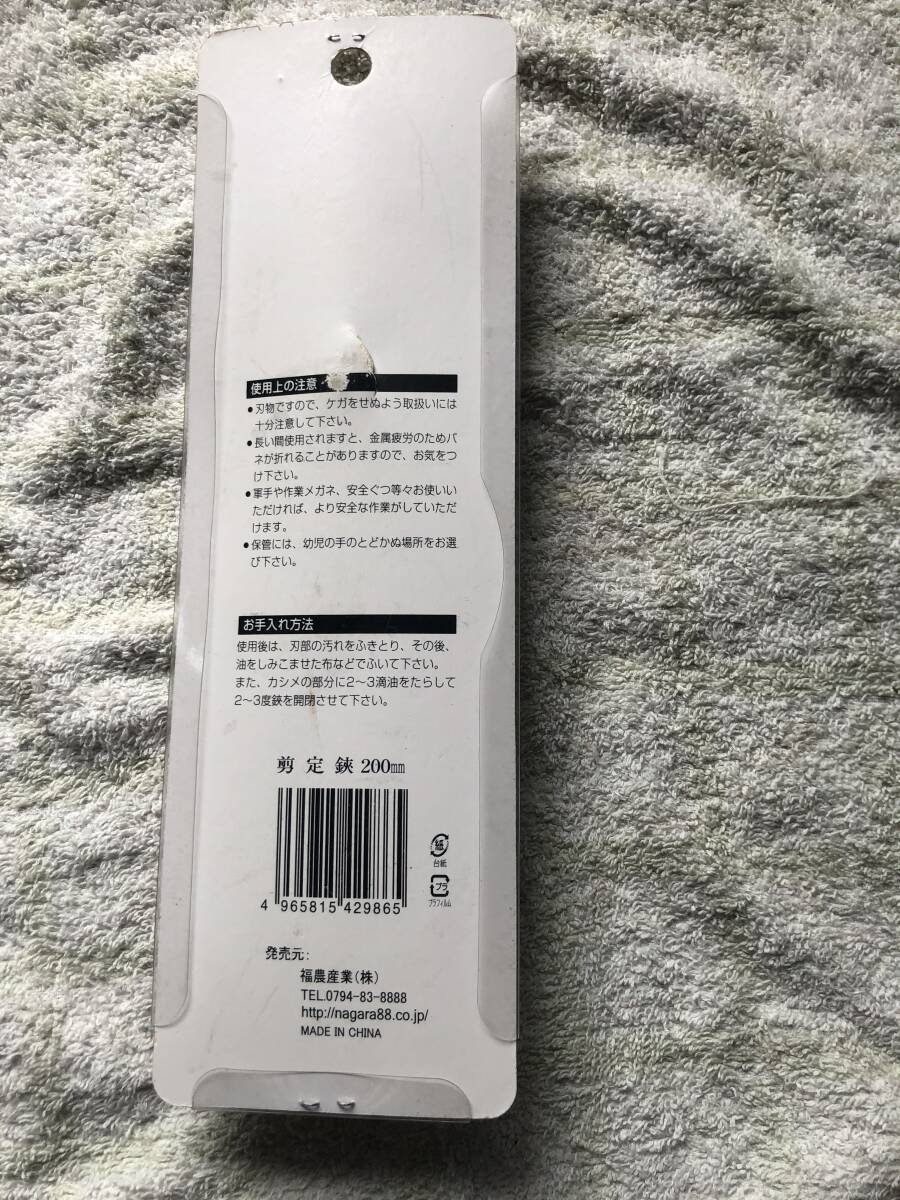 使用上の注意
●刃物ですので、ケガをせぬよう取扱いには
十分注意して下さい。
●長い間使用されますと、金属疲労のためバ
ネが折れることがありますので、お気をつ
け下さい。
●軍手や作業メガネ、安全ぐつ等々お使いい
ただければ、より安全な作業がしていただ
けます。
●保管には、幼児の手のとどかぬ場所をお選
び下さい。
お手入れ方法
使用後は、刃部の汚れをふきとり、その後、
油をしみこませた布などでふいて下さい。
また、カシメの部分に2〜3滴油をたらして
2〜3度鋏を開閉させて下さい。
剪定鋏 200mm
4 965815 429865
紙
台紙
プラ
プラフィルム
発売元:
福農産業(株)
TEL.0794-83-8888
http://nagara88.co.jp/
MADE IN CHINA